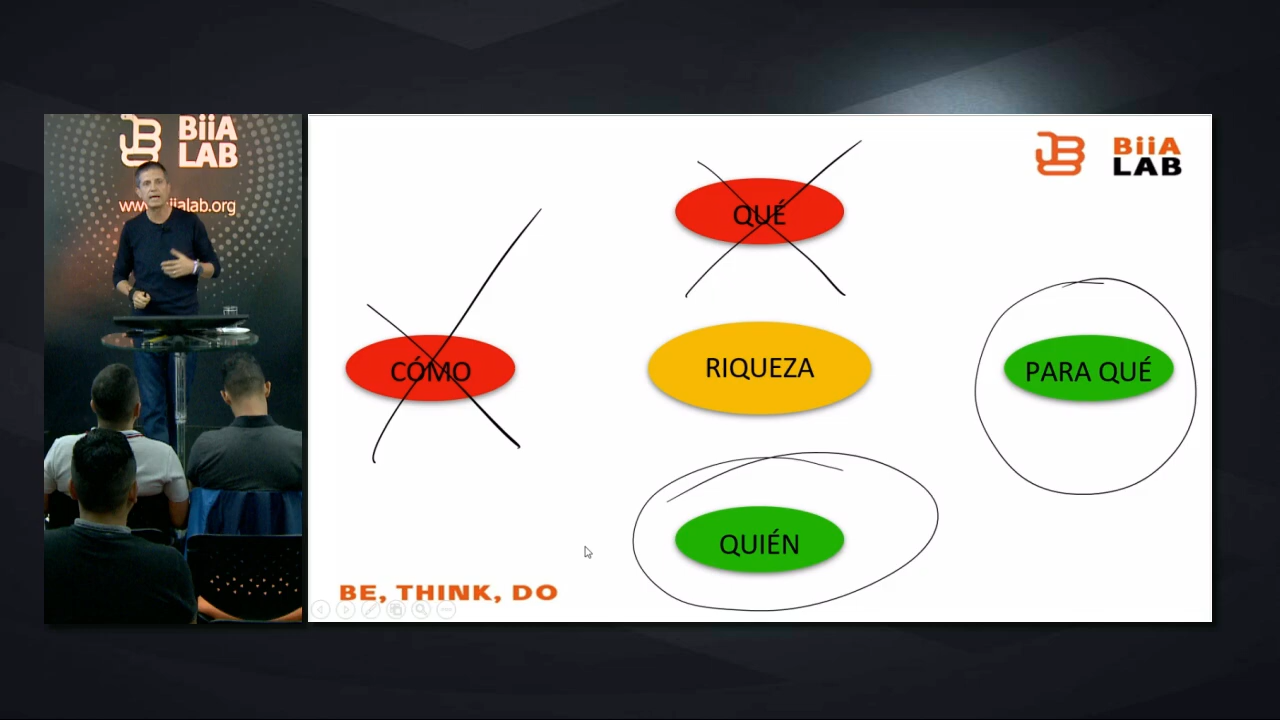 BiiA
LAB
www.biialab.org
BiiA
LAB
QUÉ
CÓMO
RIQUEZA
PARA QUÉ
QUIÉN
BE, THINK, DO